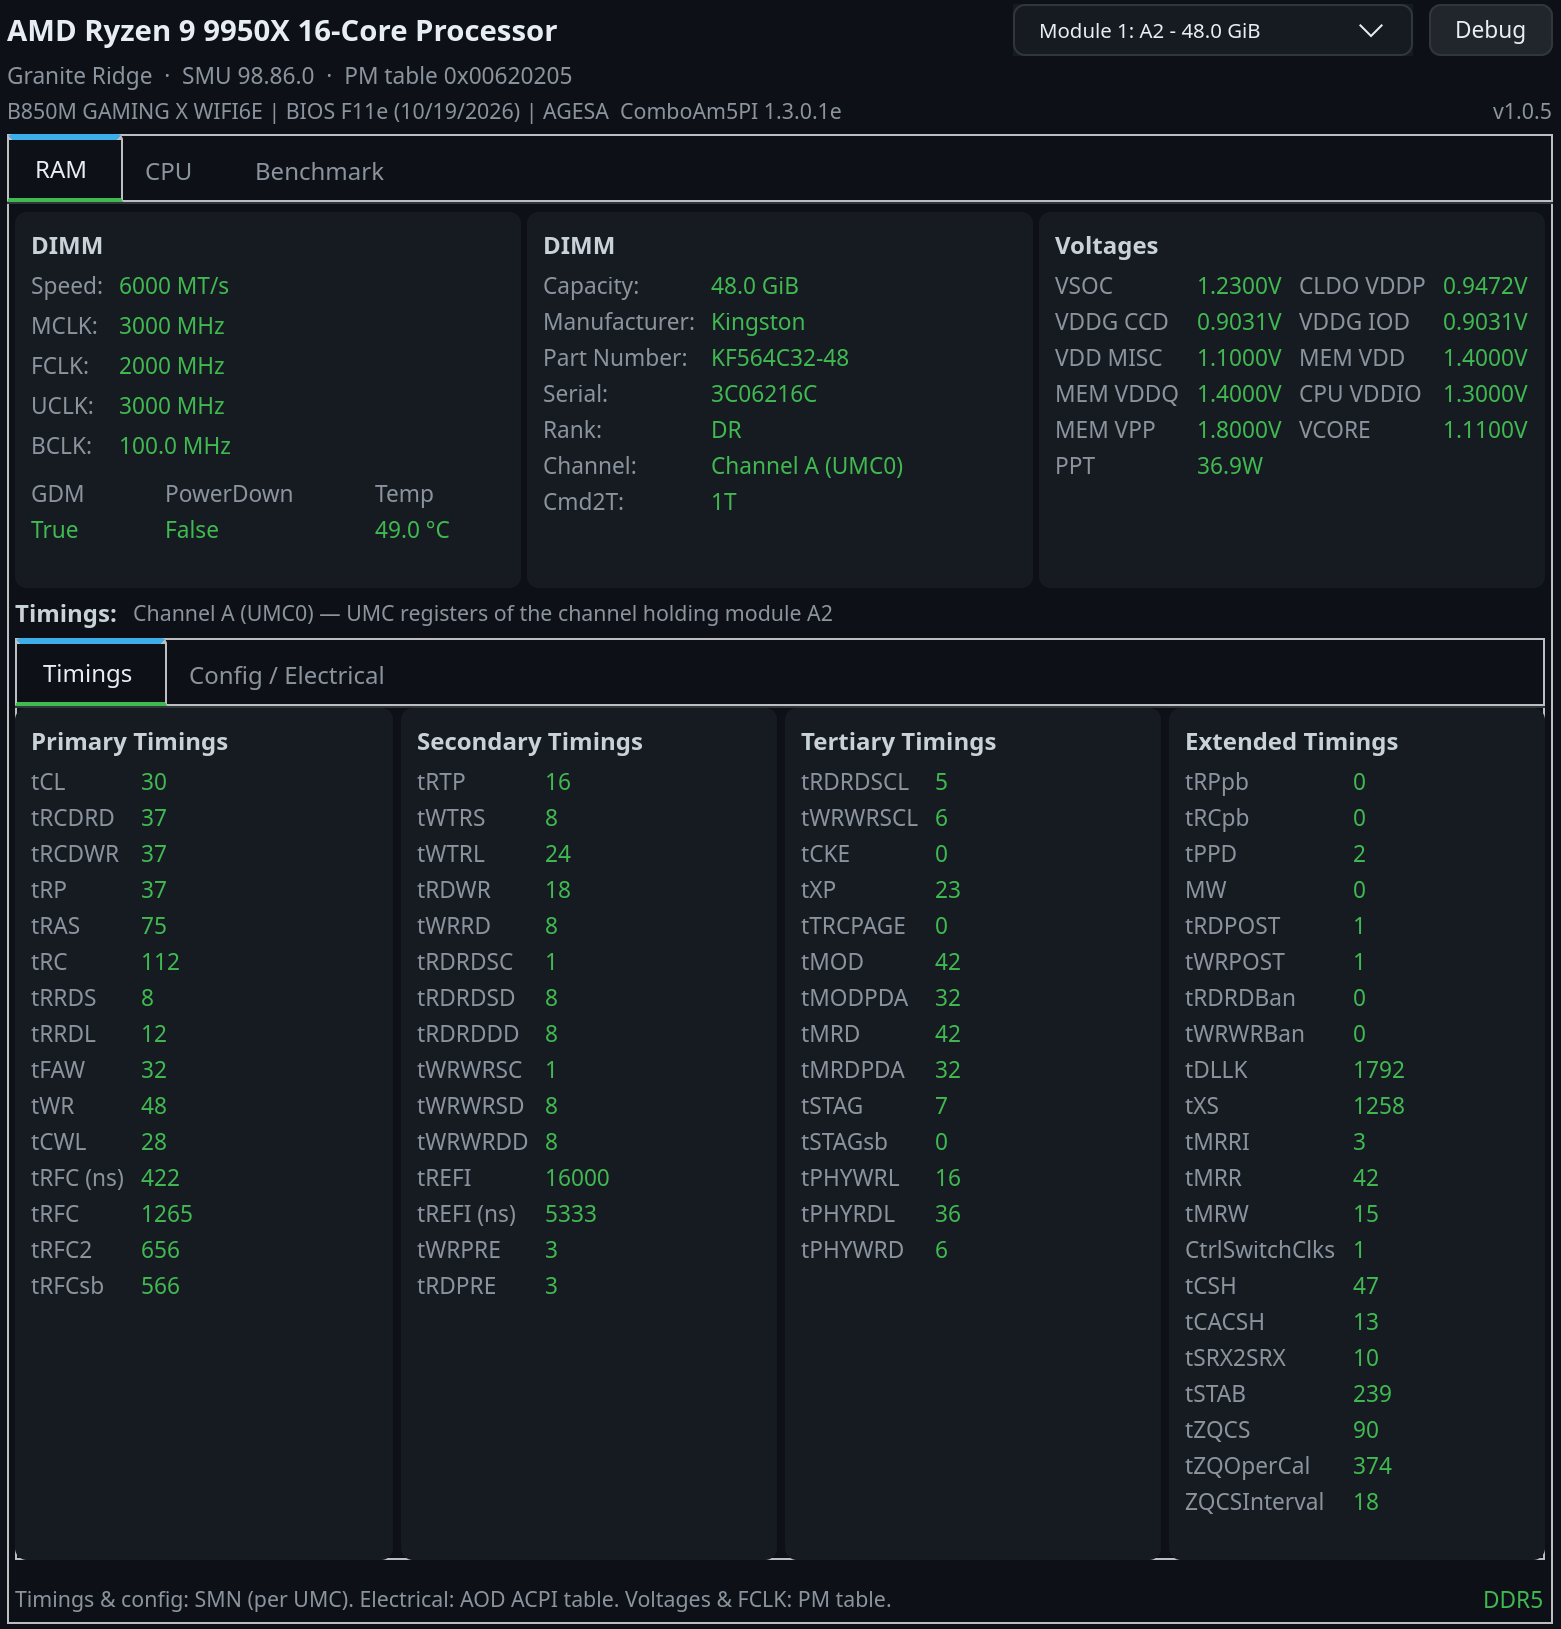 AMD Ryzen 9 9950X 16-Core Processor
Module 1: A2 - 48.0 GiB
Debug
Granite Ridge · SMU 98.86.0 · PM table 0x00620205
B850M GAMING X WIFI6E | BIOS F11e (10/19/2026) | AGESA ComboAm5PI 1.3.0.1e
v1.0.5
RAM CPU Benchmark
DIMM
Speed: 6000 MT/s
MCLK: 3000 MHz
FCLK: 2000 MHz
UCLK: 3000 MHz
BCLK: 100.0 MHz
GDM PowerDown Temp
True False 49.0 °C
DIMM
Capacity: 48.0 GiB
Manufacturer: Kingston
Part Number: KF564C32-48
Serial: 3C06216C
Rank: DR
Channel: Channel A (UMC0)
Cmd2T: 1T
Voltages
VSOC 1.2300V CLDO VDDP 0.9472V
VDDG CCD 0.9031V VDDG IOD 0.9031V
VDD MISC 1.1000V MEM VDD 1.4000V
MEM VDDQ 1.4000V CPU VDDIO 1.3000V
MEM VPP 1.8000V VCORE 1.1100V
PPT 36.9W
Timings: Channel A (UMC0) — UMC registers of the channel holding module A2
Timings Config / Electrical
Primary Timings
tCL 30
tRCDRD 37
tRCDWR 37
tRP 37
tRAS 75
tRC 112
tRRDS 8
tRRDL 12
tFAW 32
tWR 48
tCWL 28
tRFC (ns) 422
tRFC 1265
tRFC2 656
tRFCsb 566
Secondary Timings
tRTP 16
tWTRS 8
tWTRL 24
tRDWR 18
tWRRD 8
tRDRDSC 1
tRDRDSD 8
tRDRDDD 8
tWRWRSC 1
tWRWRSD 8
tWRWRDD 8
tREFI 16000
tREFI (ns) 5333
tWRPRE 3
tRDPRE 3
Tertiary Timings
tRDRDSCL 5
tWRWRSCL 6
tCKE 0
tXP 23
tTRCPAGE 0
tMOD 42
tMODPDA 32
tMRD 42
tMRDPDA 32
tSTAG 7
tSTAGsb 0
tPHYWRL 16
tPHYRDL 36
tPHYWRD 6
Extended Timings
tRPpb 0
tRCpb 0
tPPD 2
MW 0
tRDPOST 1
tWRPOST 1
tRDRDBan 0
tWRWRBan 0
tDLLK 1792
tXS 1258
tMRRI 3
tMRR 42
tMRW 15
CtrlSwitchClks 1
tCSH 47
tCACSH 13
tSRX2SRX 10
tSTAB 239
tZQCS 90
tZQOperCal 374
ZQCSInterval 18
Timings & config: SMN (per UMC). Electrical: AOD ACPI table. Voltages & FCLK: PM table.
DDR5